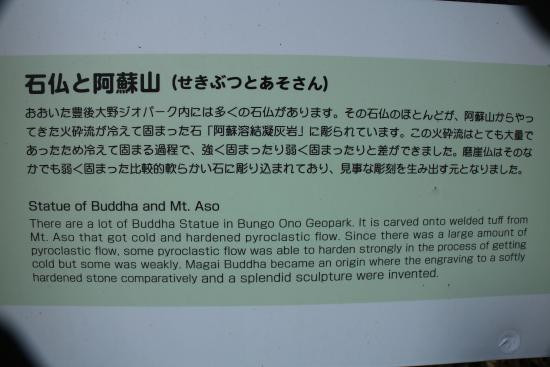 石仏と阿蘇山 (せきぶつとあそさん)
おおいた豊後大野ジオパーク内には多くの石仏があります。その石仏のほとんどが、阿蘇山からやっ
てきた火砕流が冷えて固まった石「阿蘇溶結凝灰岩」に彫られています。この火砕流はとても大量で
あったため冷えて固まる過程で、強く固まったり弱く固まったりと差ができました。磨崖仏はそのな
かでも弱く固まった比較的軟らかい石に彫り込まれており、見事な彫刻を生み出す元となりました。
Statue of Buddha and Mt. Aso
There are a lot of Buddha Statue in Bungo Ono Geopark. It is carved onto welded tuff from
Mt. Aso that got cold and hardened pyroclastic flow. Since there was a large amount of
pyroclastic flow, some pyroclastic flow was able to harden strongly in the process of getting
cold but some was weakly. Magai Buddha became an origin where the engraving to a softly
hardened stone comparatively and a splendid sculpture were invented.